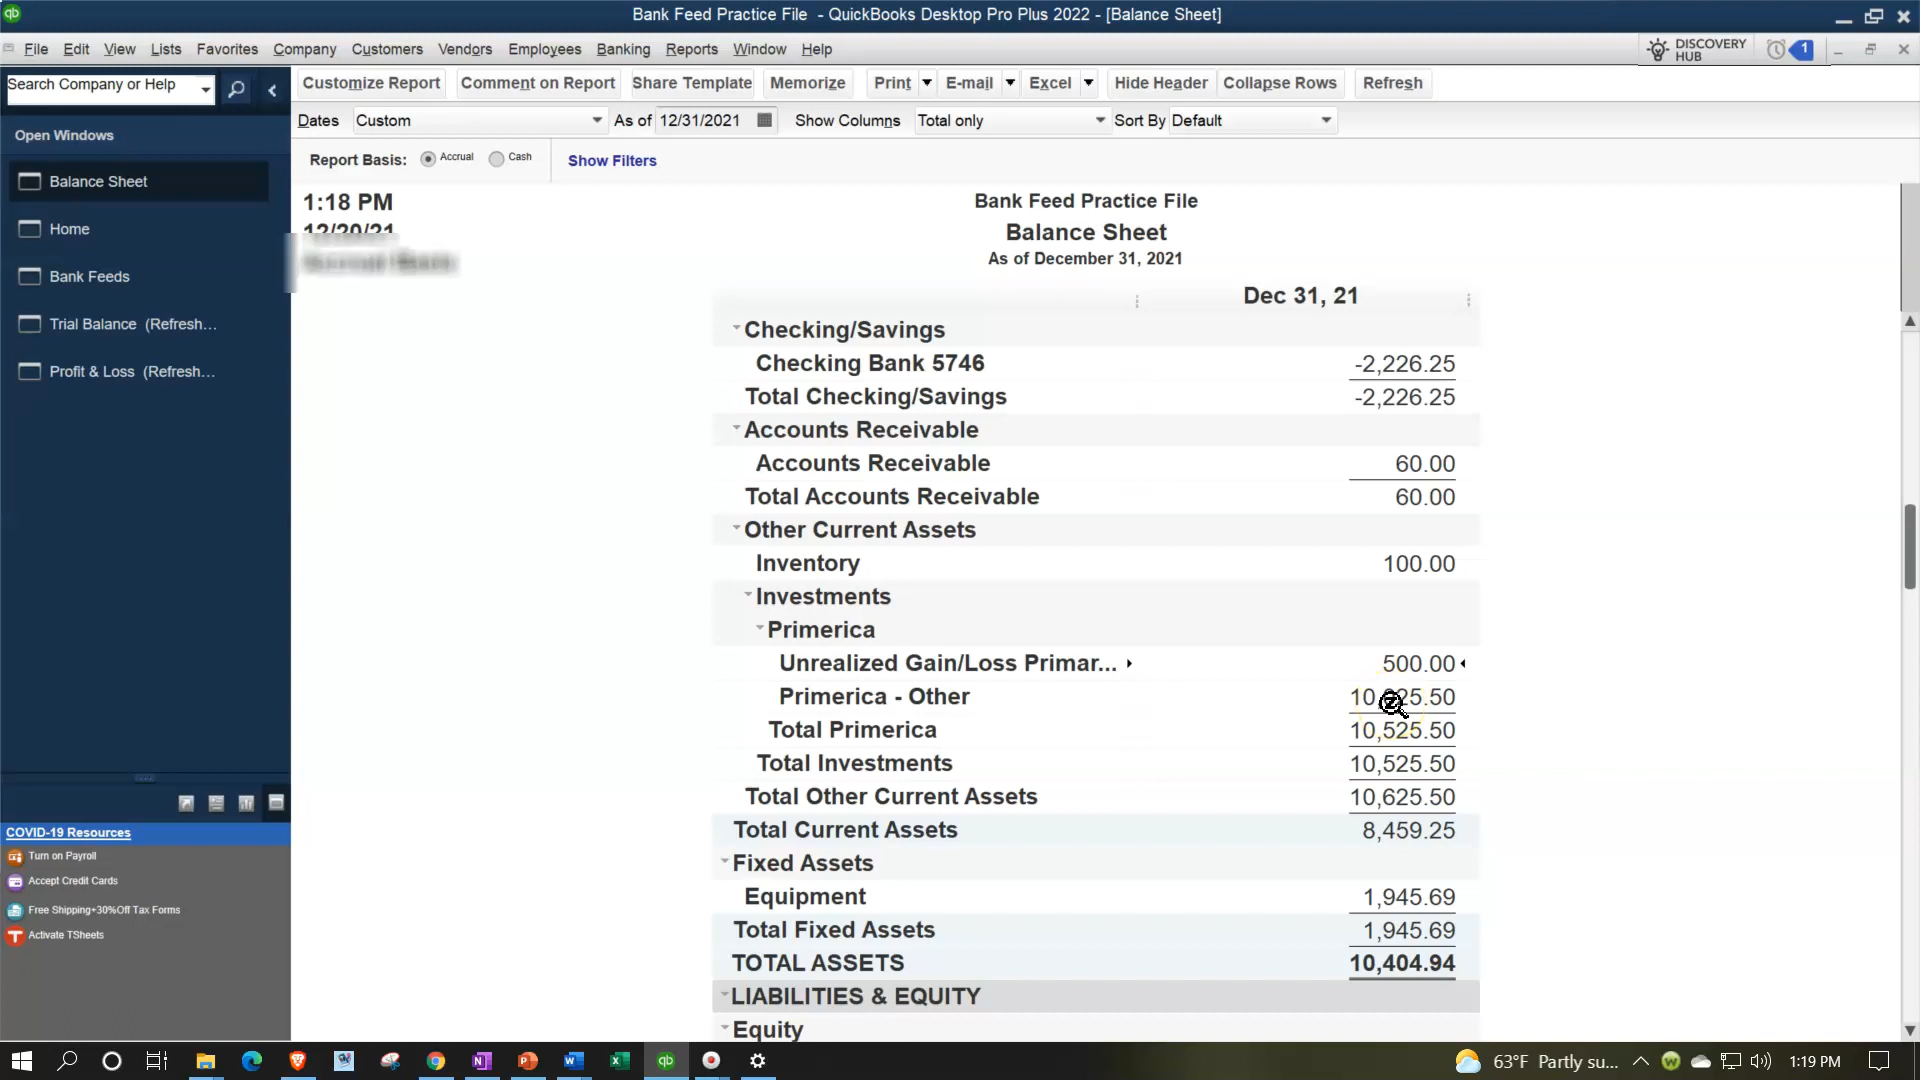 Bank Feed Practice File - QuickBooks Desktop Pro Plus 2022 - [Balance Sheet]
File Edit View Lists Favorites Company Customers Vendors Employees Banking Reports Window Help
DISCOVERY HUB
1
Search Company or Help
Customize Report Comment on Report Share Template Memorize Print E-mail Excel Hide Header Collapse Rows Refresh
Dates Custom As of 12/31/2021 Show Columns Total only Sort By Default
Report Basis: Accrual Cash Show Filters
Open Windows
Balance Sheet
Home
Bank Feeds
Trial Balance (Refresh...
Profit & Loss (Refresh...
COVID-19 Resources
Turn on Payroll
Accept Credit Cards
Free Shipping+30%Off Tax Forms
Activate TSheets
1:18 PM
12/20/21
Bank Feed Practice File
Balance Sheet
As of December 31, 2021
Dec 31, 21
Checking/Savings
Checking Bank 5746 -2,226.25
Total Checking/Savings -2,226.25
Accounts Receivable
Accounts Receivable 60.00
Total Accounts Receivable 60.00
Other Current Assets
Inventory 100.00
Investments
Primerica
Unrealized Gain/Loss Primar... 500.00
Primerica - Other
Total Primerica 10,525.50
Total Investments 10,525.50
Total Other Current Assets 10,625.50
Total Current Assets 8,459.25
Fixed Assets
Equipment 1,945.69
Total Fixed Assets 1,945.69
TOTAL ASSETS 10,404.94
LIABILITIES & EQUITY
Equity
63°F Partly su... 1:19 PM